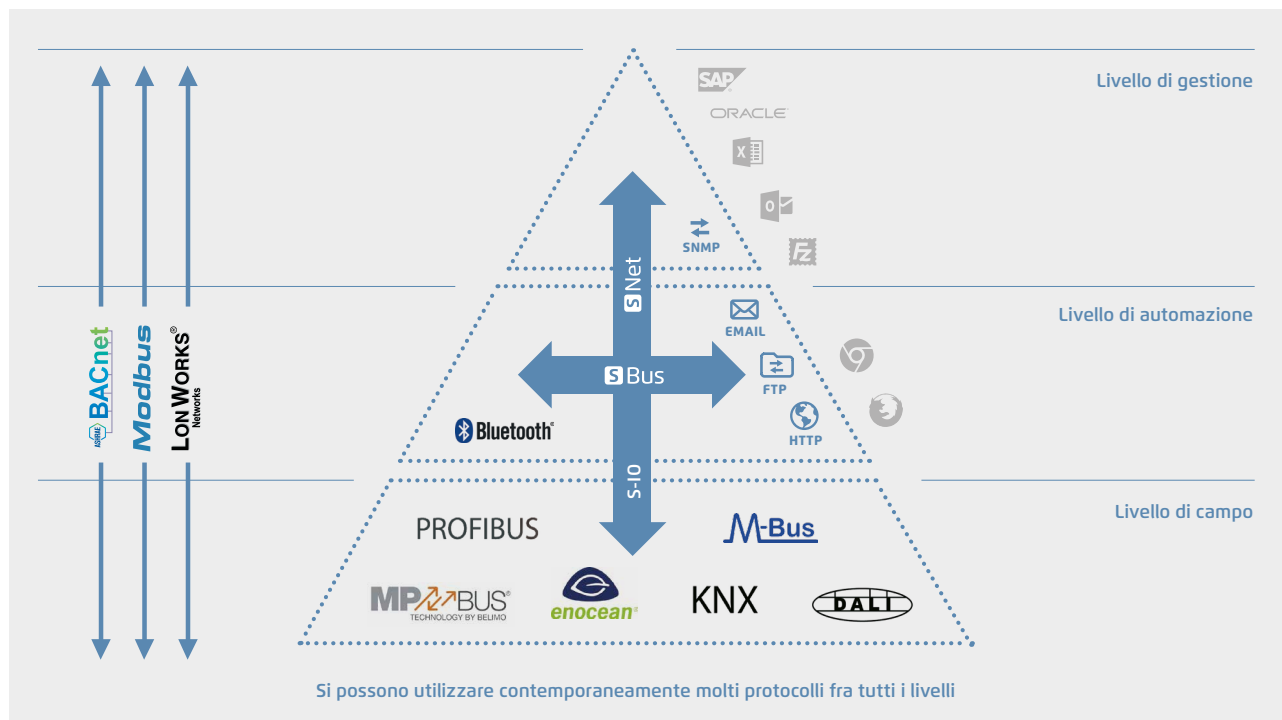 SAP
ORACLE
Livello di gestione
SNMP
S Net
EMAIL
Livello di automazione
S Bus
FTP
HTTP
Bluetooth®
ASHRAE BACnet
Modbus
LONWORKS®
Networks
S-IO
Livello di campo
PROFIBUS
M-Bus
MP BUS®
TECHNOLOGY BY BELIMO
enocean®
KNX
DALI
Si possono utilizzare contemporaneamente molti protocolli fra tutti i livelli